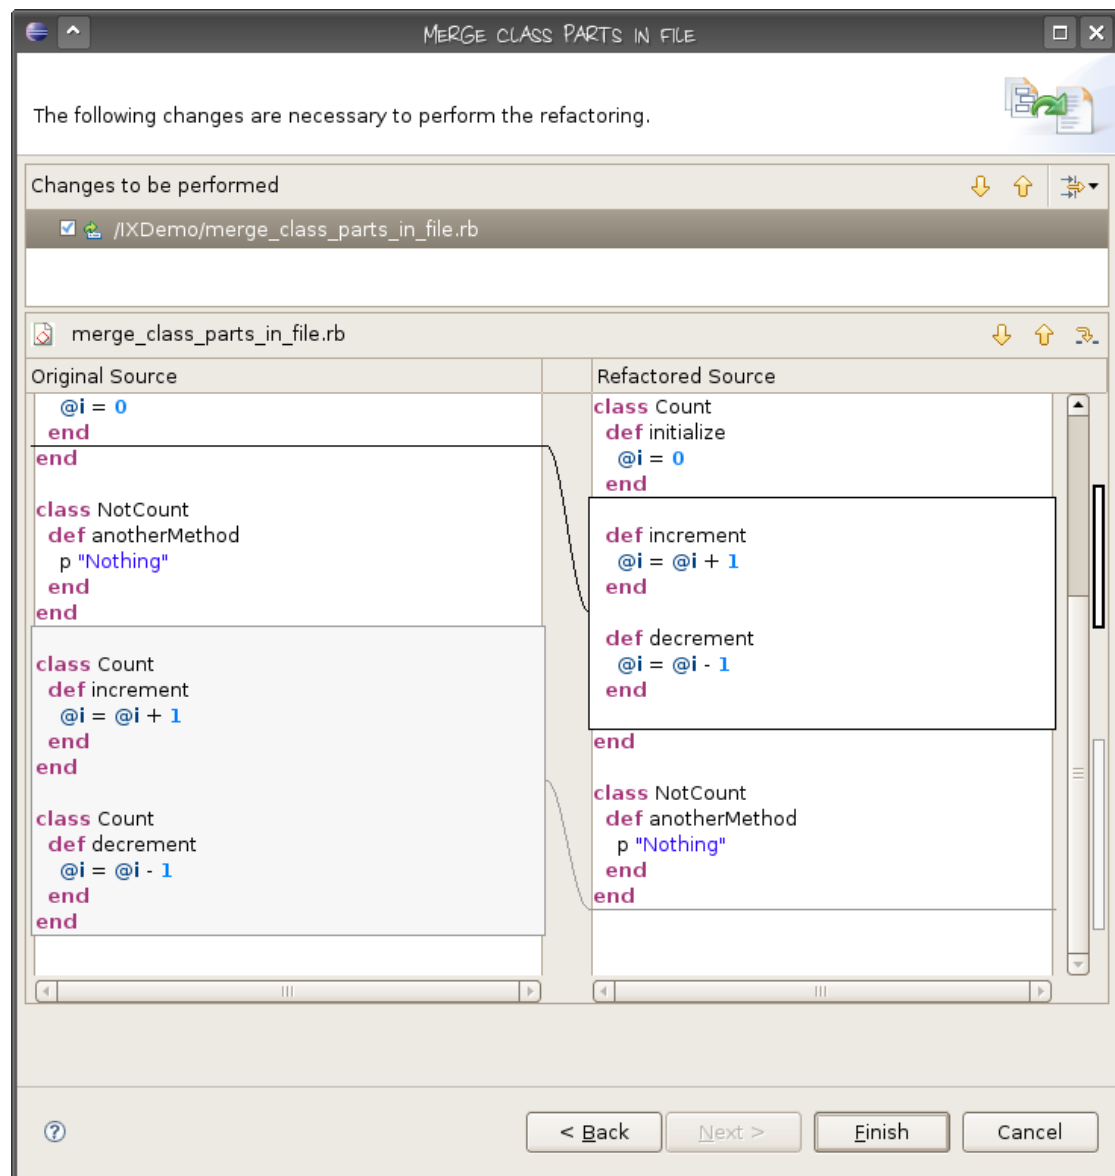 MERGE CLASS PARTS IN FILE
The following changes are necessary to perform the refactoring.
Changes to be performed
/IXDemo/merge_class_parts_in_file.rb
merge_class_parts_in_file.rb
Original Source
@i = 0
end
end
class NotCount
def anotherMethod
p "Nothing"
end
end
class Count
def increment
@i = @i + 1
end
end
class Count
def decrement
@i = @i - 1
end
end
Refactored Source
class Count
def initialize
@i = 0
end
def increment
@i = @i + 1
end
def decrement
@i = @i - 1
end
end
class NotCount
def anotherMethod
p "Nothing"
end
end
< Back
Next >
Finish
Cancel